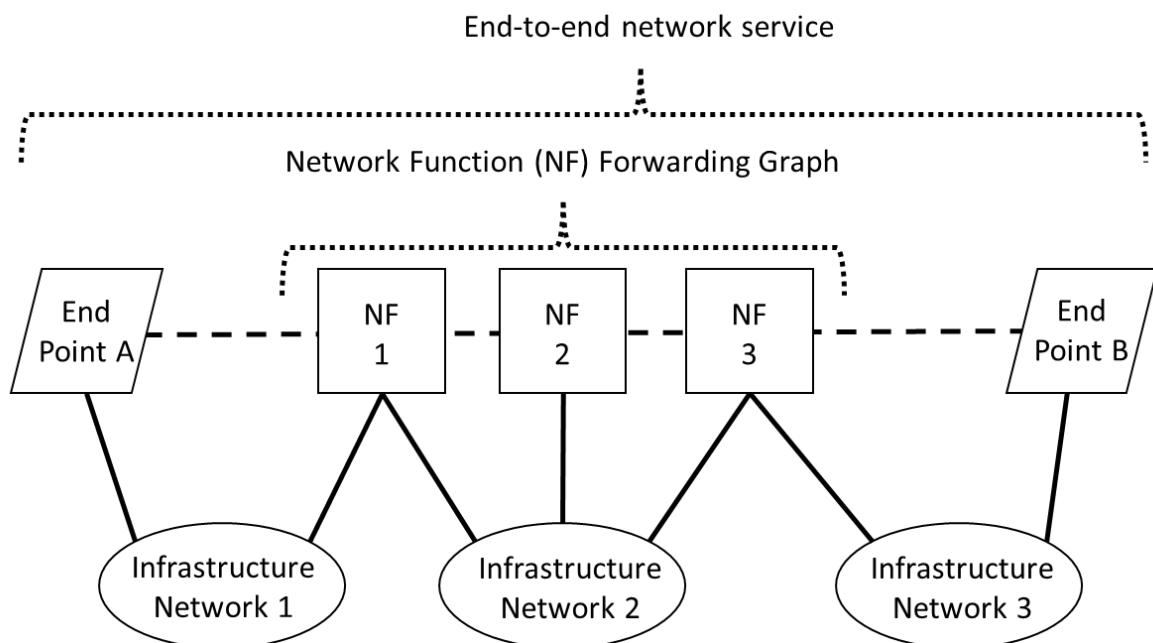 End-to-end network service
Network Function (NF) Forwarding Graph
End
Point A
NF
1
NF
2
NF
3
End
Point B
Infrastructure
Network 1
Infrastructure
Network 2
Infrastructure
Network 3